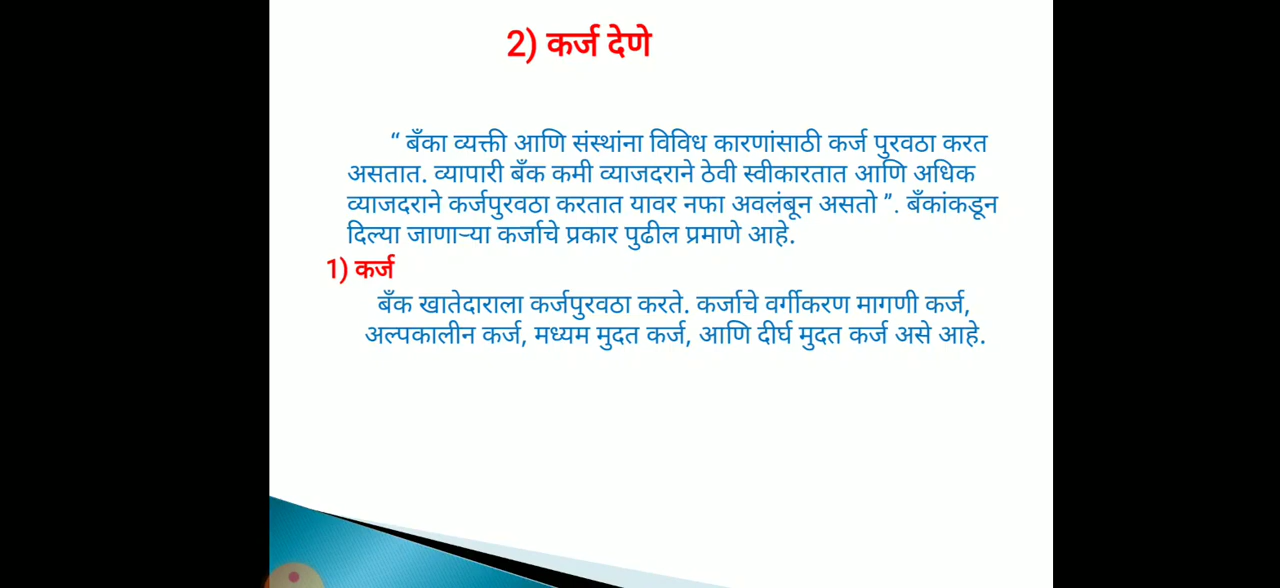 2) कर्ज देणे
“ बँका व्यक्ती आणि संस्थांना विविध कारणांसाठी कर्ज पुरवठा करत
असतात. व्यापारी बँक कमी व्याजदराने ठेवी स्वीकारतात आणि अधिक
व्याजदराने कर्जपुरवठा करतात यावर नफा अवलंबून असतो ”. बँकांकडून
दिल्या जाणाऱ्या कर्जाचे प्रकार पुढील प्रमाणे आहे.
1) कर्ज
बँक खातेदाराला कर्जपुरवठा करते. कर्जाचे वर्गीकरण मागणी कर्ज,
अल्पकालीन कर्ज, मध्यम मुदत कर्ज, आणि दीर्घ मुदत कर्ज असे आहे.